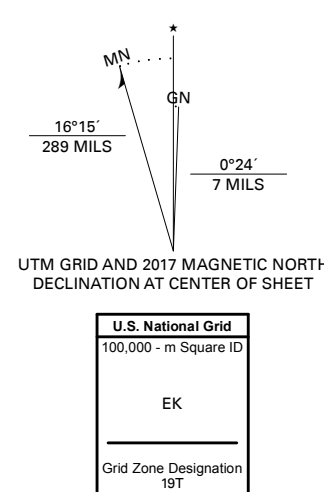 ★
MN
GN
16°15´
289 MILS
0°24´
7 MILS
UTM GRID AND 2017 MAGNETIC NORTH
DECLINATION AT CENTER OF SHEET
U.S. National Grid
100,000 - m Square ID
EK
Grid Zone Designation
19T